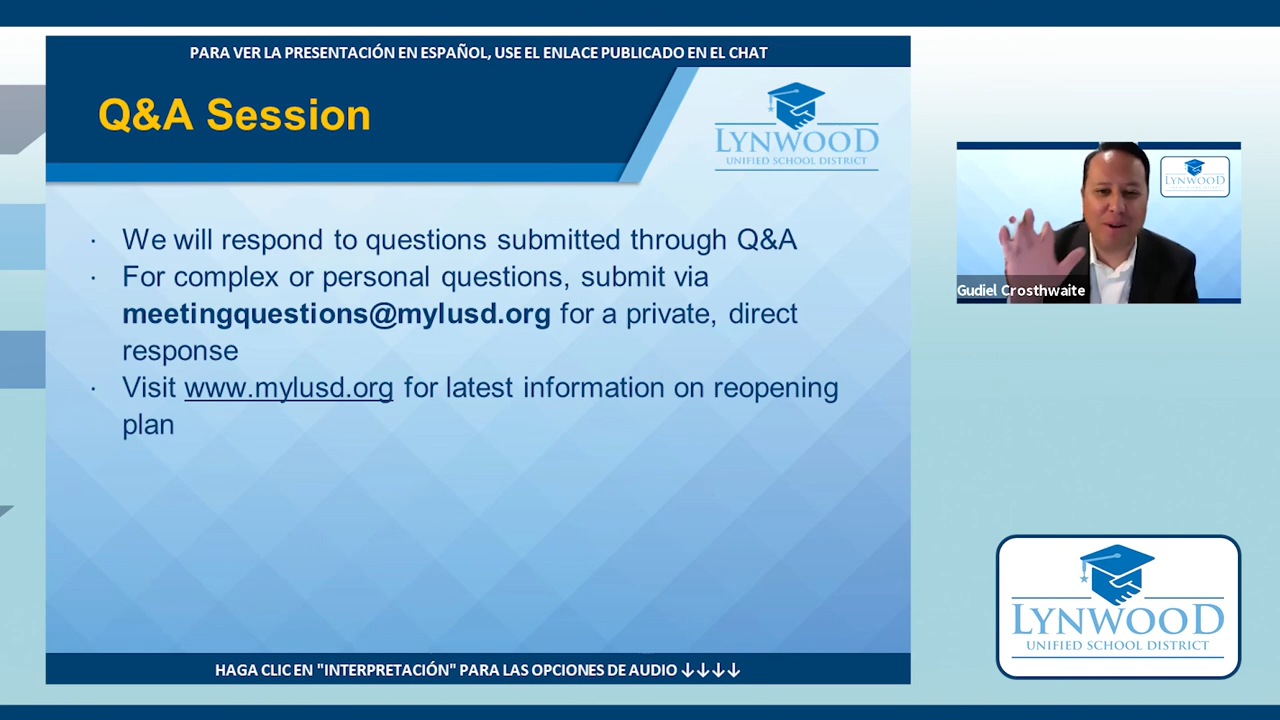 PARA VER LA PRESENTACIÓN EN ESPAÑOL, USE EL ENLACE PUBLICADO EN EL CHAT
Q&A Session
LYNWOOD
UNIFIED SCHOOL DISTRICT
· We will respond to questions submitted through Q&A
· For complex or personal questions, submit via
meetingquestions@mylusd.org for a private, direct
response
· Visit www.mylusd.org for latest information on reopening
plan
HAGA CLIC EN "INTERPRETACIÓN" PARA LAS OPCIONES DE AUDIO ↓↓↓↓
LYNWOOD
Gudiel Crosthwaite
LYNWOOD
UNIFIED SCHOOL DISTRICT